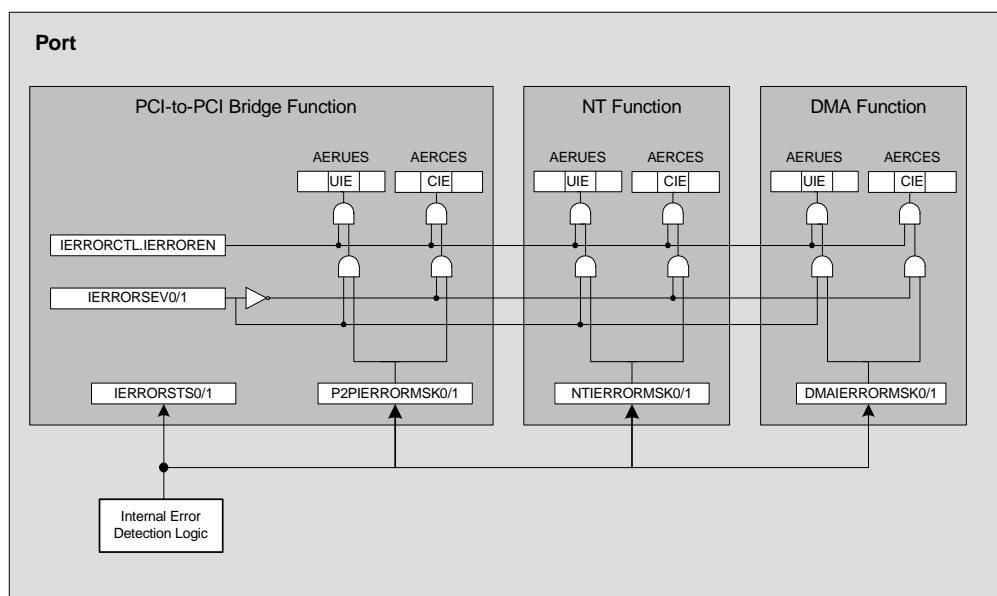 Port
PCI-to-PCI Bridge Function
NT Function
DMA Function
AERUES
AERCES
AERUES
AERCES
AERUES
AERCES
UIE
CIE
UIE
CIE
UIE
CIE
IERRORCTL.IERROREN
IERRORSEV0/1
IERRORSTS0/1
P2PIERRORMSK0/1
NTIERRORMSK0/1
DMAIERRORMSK0/1
Internal Error
Detection Logic